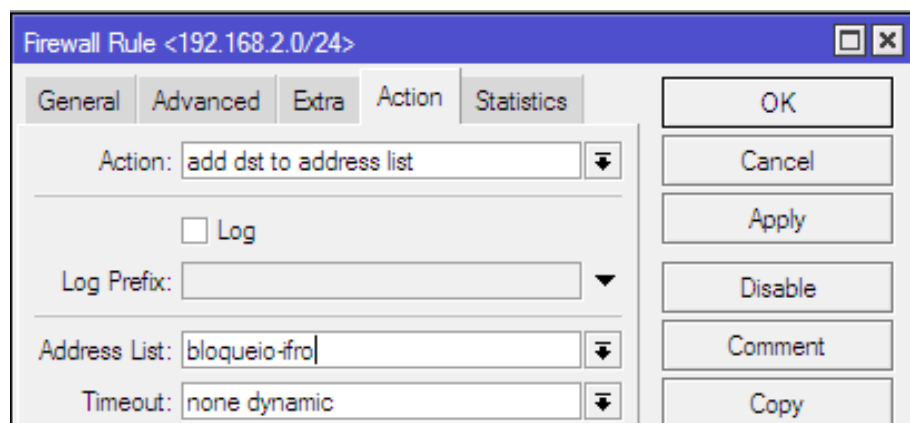 Firewall Rule <192.168.2.0/24>
General Advanced Extra Action Statistics
OK
Action: add dst to address list
Cancel
Log
Apply
Log Prefix:
Disable
Address List: bloqueio-ifro
Comment
Timeout: none dynamic
Copy